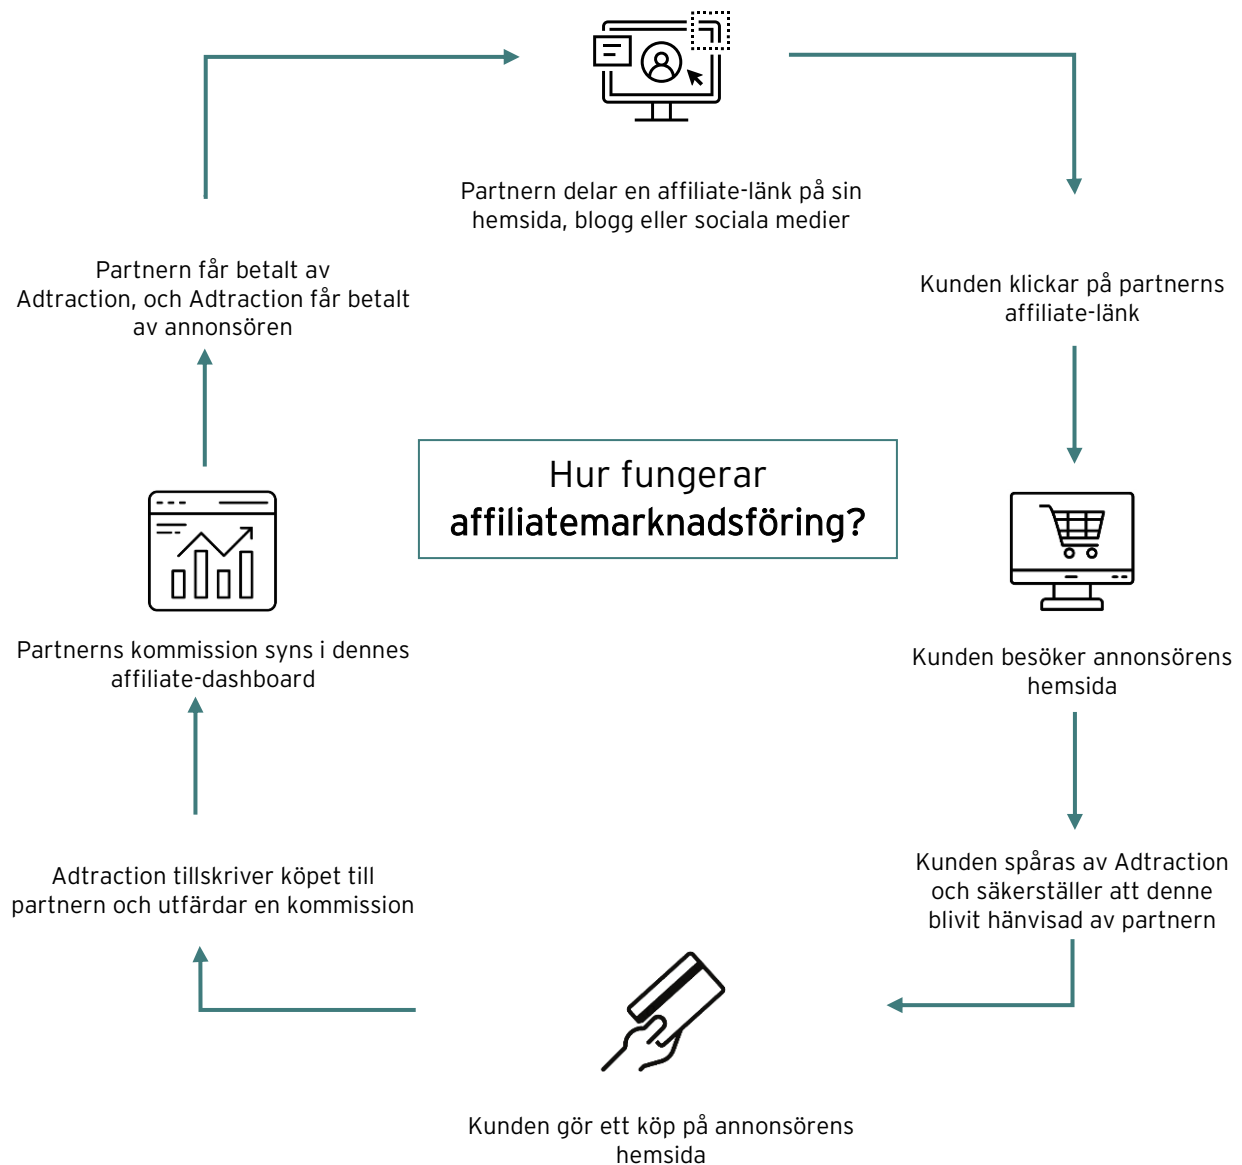 Partnern delar en affiliate-länk på sin
hemsida, blogg eller sociala medier
Kunden klickar på partnerns
affiliate-länk
Kunden besöker annonsörens
hemsida
Kunden spåras av Adtraction
och säkerställer att denne
blivit hänvisad av partnern
Kunden gör ett köp på annonsörens
hemsida
Adtraction tillskriver köpet till
partnern och utfärdar en kommission
Partnerns kommission syns i dennes
affiliate-dashboard
Partnern får betalt av
Adtraction, och Adtraction får betalt
av annonsören
Hur fungerar
affiliatemarknadsföring?